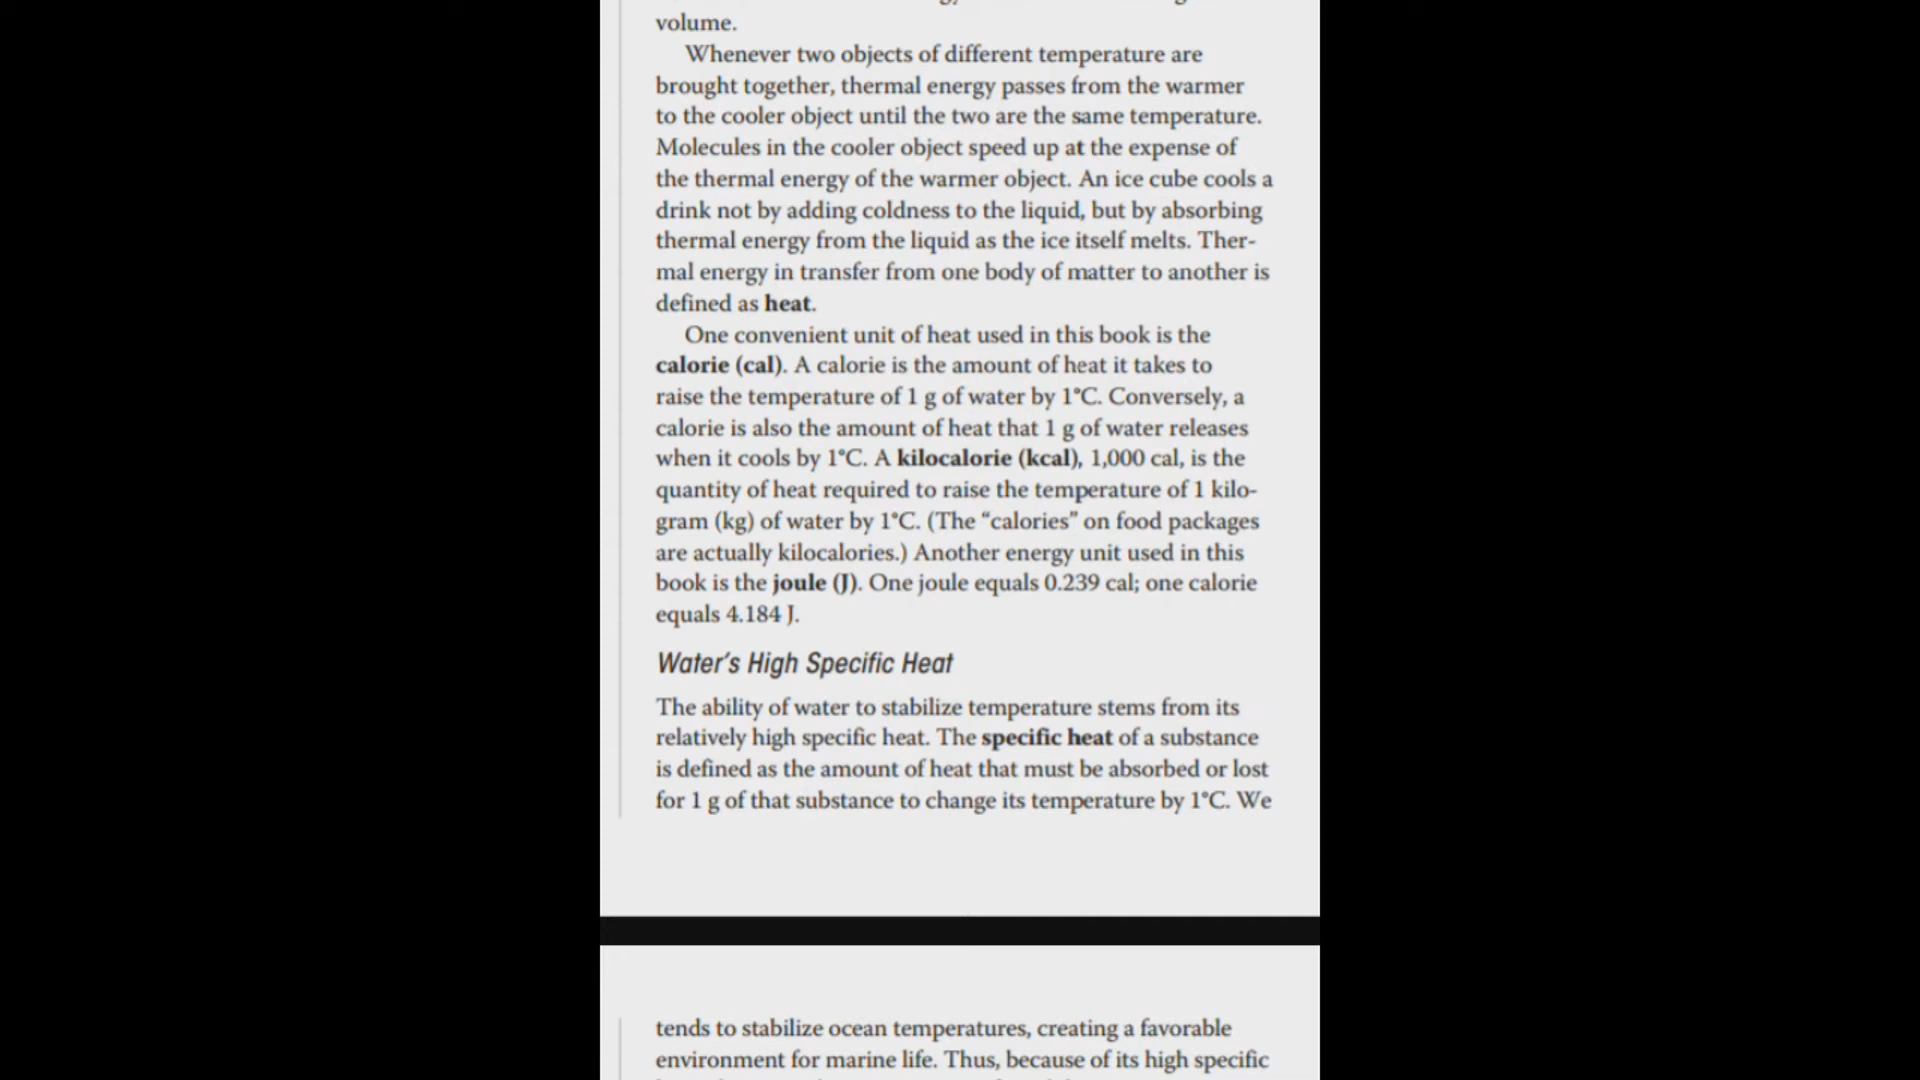 volume.
Whenever two objects of different temperature are
brought together, thermal energy passes from the warmer
to the cooler object until the two are the same temperature.
Molecules in the cooler object speed up at the expense of
the thermal energy of the warmer object. An ice cube cools a
drink not by adding coldness to the liquid, but by absorbing
thermal energy from the liquid as the ice itself melts. Ther-
mal energy in transfer from one body of matter to another is
defined as heat.
One convenient unit of heat used in this book is the
calorie (cal). A calorie is the amount of heat it takes to
raise the temperature of 1 g of water by 1°C. Conversely, a
calorie is also the amount of heat that 1 g of water releases
when it cools by 1°C. A kilocalorie (kcal), 1,000 cal, is the
quantity of heat required to raise the temperature of 1 kilo-
gram (kg) of water by 1°C. (The “calories” on food packages
are actually kilocalories.) Another energy unit used in this
book is the joule (J). One joule equals 0.239 cal; one calorie
equals 4.184 J.
Water’s High Specific Heat
The ability of water to stabilize temperature stems from its
relatively high specific heat. The specific heat of a substance
is defined as the amount of heat that must be absorbed or lost
for 1 g of that substance to change its temperature by 1°C. We
tends to stabilize ocean temperatures, creating a favorable
environment for marine life. Thus, because of its high specific